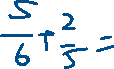 5/6 + 2/5 =